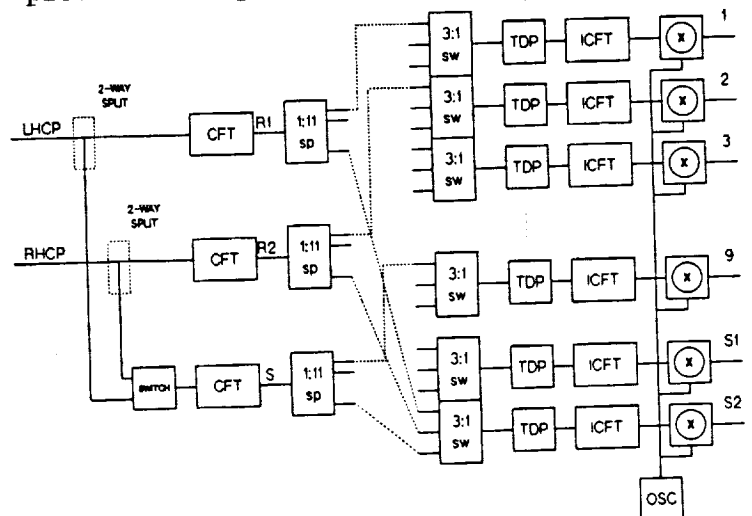 1
3:1
sw
TDP
ICFT
X
2-WAY
SPLIT
LHCP
CFT
R1
1:11
sp
2
3:1
sw
TDP
ICFT
X
3
3:1
sw
TDP
ICFT
X
2-WAY
SPLIT
RHCP
CFT
R2
1:11
sp
9
3:1
sw
TDP
ICFT
X
SWITCH
CFT
S
1:11
sp
S1
3:1
sw
TDP
ICFT
X
S2
3:1
sw
TDP
ICFT
X
OSC